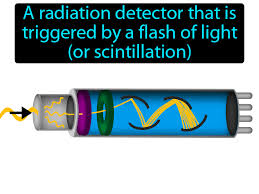 A radiation detector that is
triggered by a flash of light
(or scintillation)